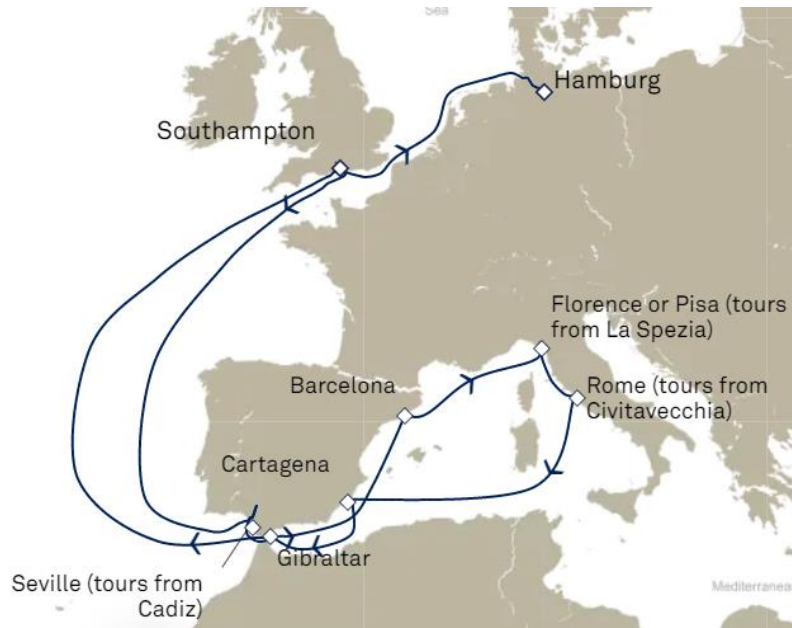 Sea
Hamburg
Southampton
Florence or Pisa (tours
from La Spezia)
Barcelona
Rome (tours from
Civitavecchia)
Cartagena
Gibraltar
Seville (tours from
Cadiz)
Mediterranea